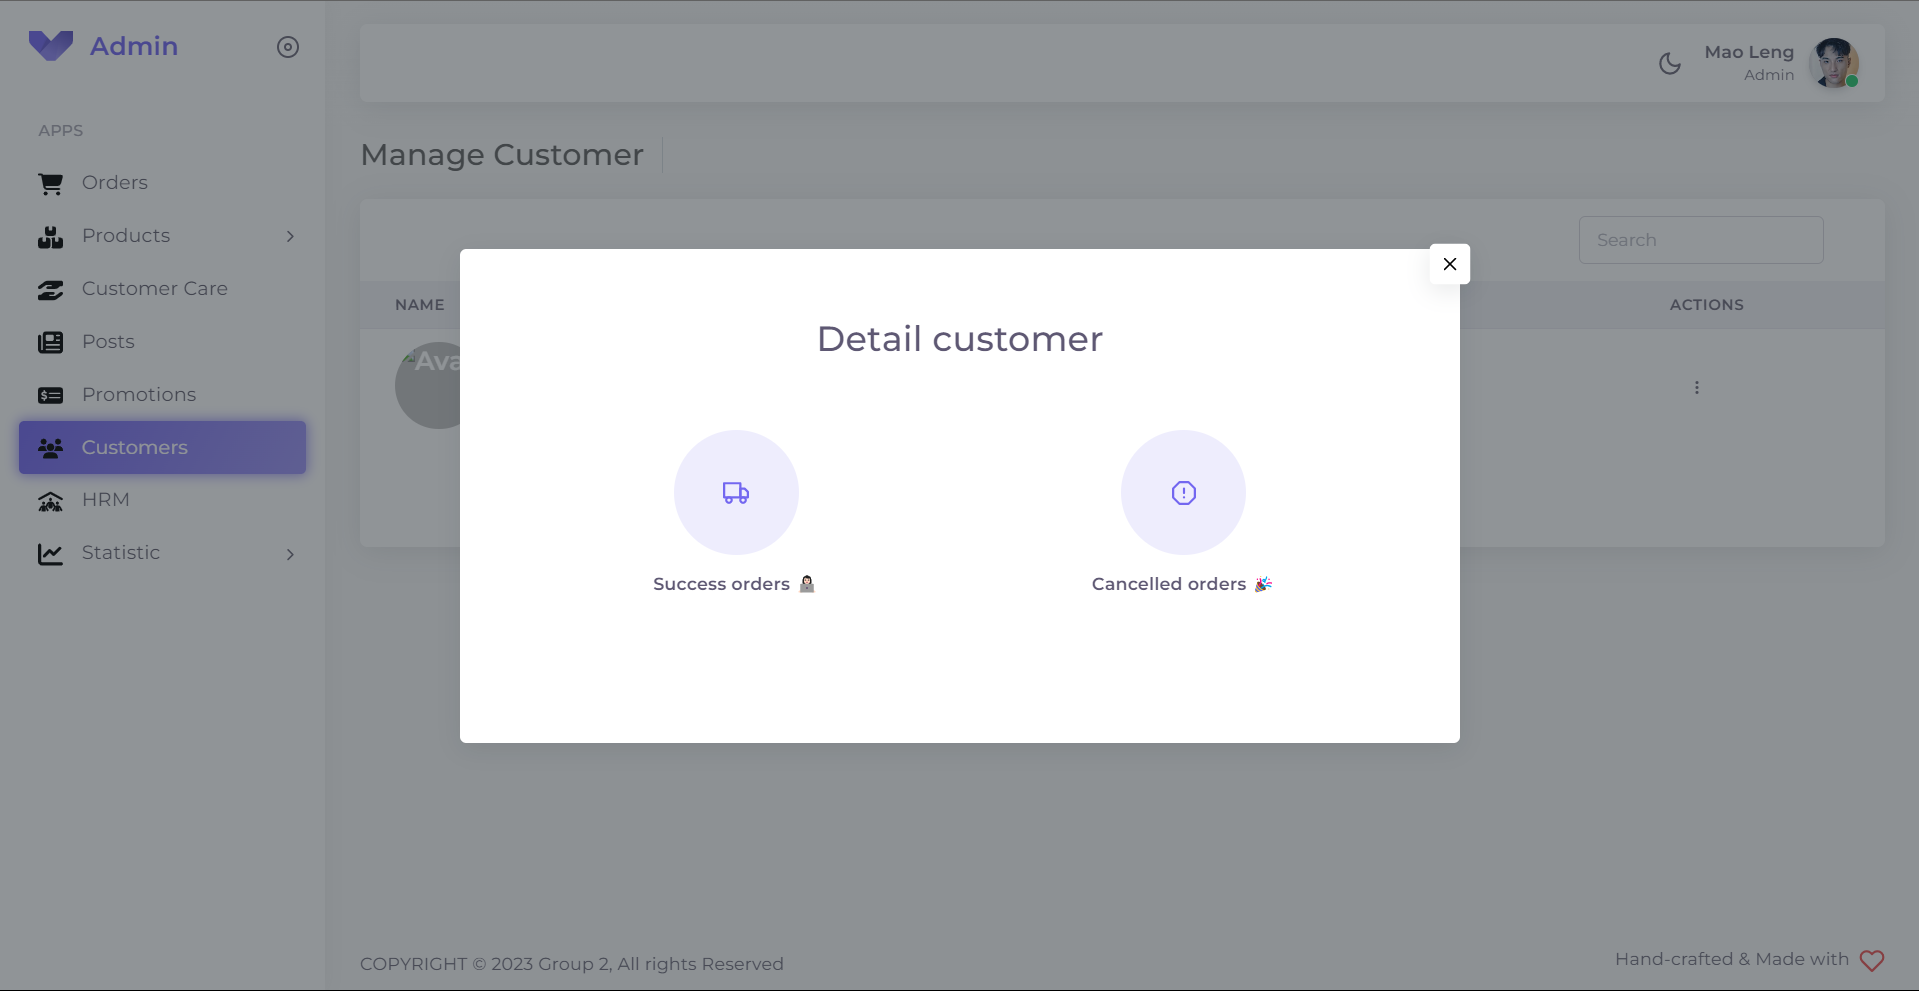 Admin
Mao Leng
Admin
APPS
Manage Customer
Orders
Products
Search
Customer Care
NAME
ACTIONS
Posts
Detail customer
Ava
Promotions
Customers
HRM
Statistic
Success orders 👩🏻‍💻
Cancelled orders 🎉
COPYRIGHT © 2023 Group 2, All rights Reserved
Hand-crafted & Made with